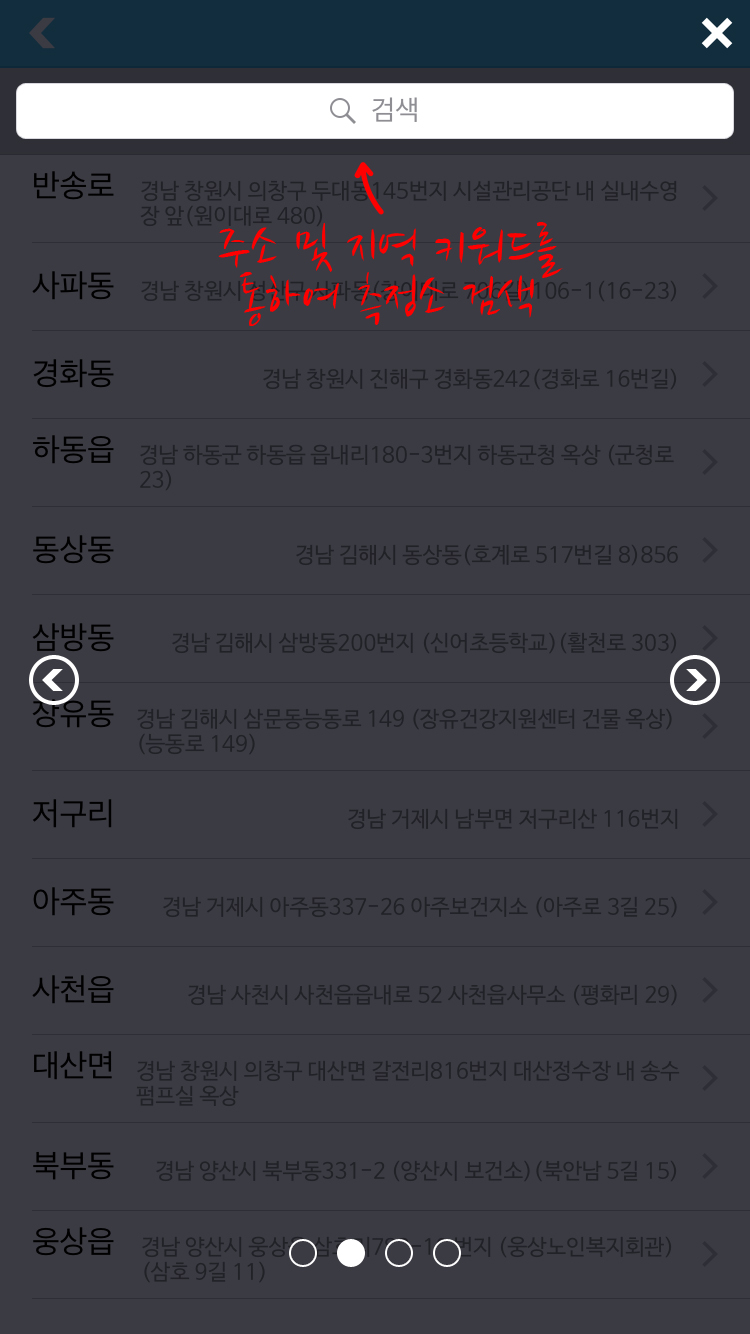 검색
반송로 경남 창원시 의창구 두대동145번지 시설관리공단 내 실내수영
장 앞(원이대로 480)
주소 및 지역 키워드를
통하여 측정소 검색
사파동 경남 창원시 성산구 사파동(창이대로 706길)106-1(16-23)
경화동 경남 창원시 진해구 경화동242(경화로 16번길)
하동읍 경남 하동군 하동읍 읍내리180-3번지 하동군청 옥상 (군청로
23)
동상동 경남 김해시 동상동(호계로 517번길 8)856
삼방동 경남 김해시 삼방동200번지 (신어초등학교)(활천로 303)
장유동 경남 김해시 삼문동능동로 149 (장유건강지원센터 건물 옥상)
(능동로 149)
저구리 경남 거제시 남부면 저구리산 116번지
아주동 경남 거제시 아주동337-26 아주보건지소 (아주로 3길 25)
사천읍 경남 사천시 사천읍읍내로 52 사천읍사무소 (평화리 29)
대산면 경남 창원시 의창구 대산면 갈전리816번지 대산정수장 내 송수
펌프실 옥상
북부동 경남 양산시 북부동331-2 (양산시 보건소)(북안남 5길 15)
웅상읍 경남 양산시 (웅상노인복지회관)
(삼호 9길 11)